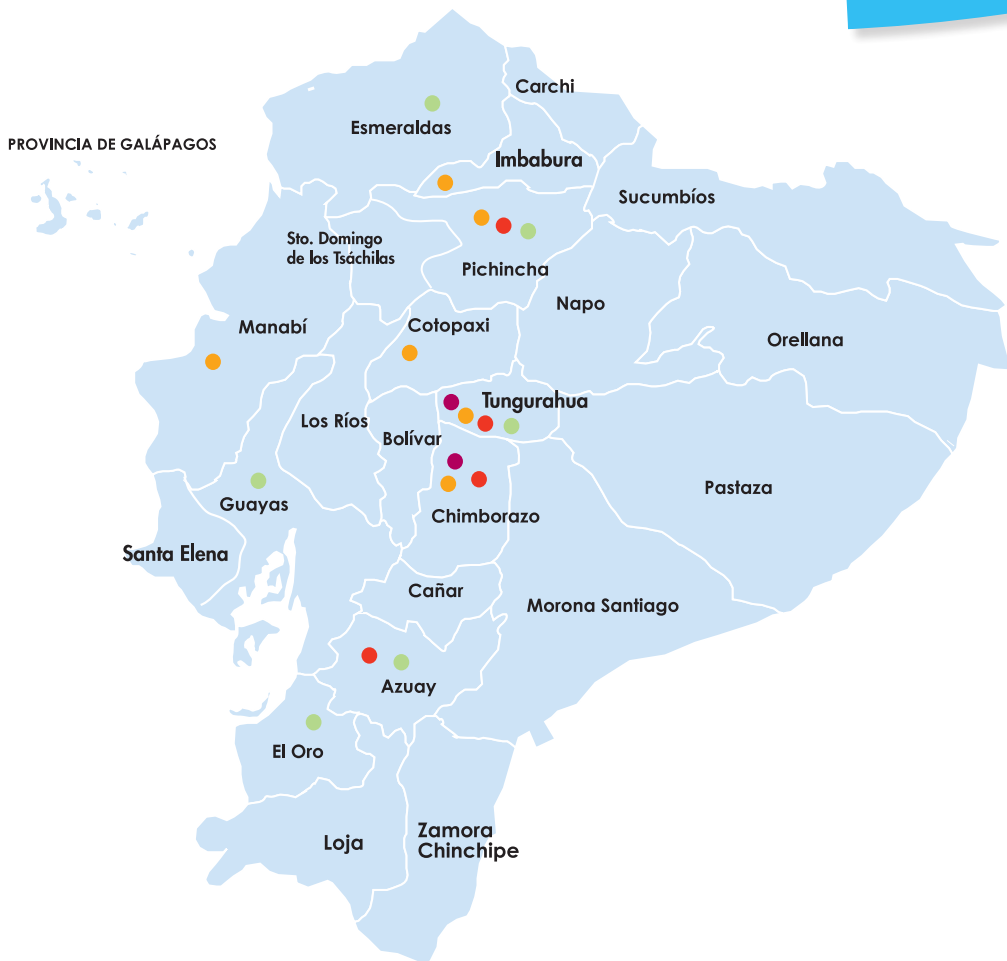 Carchi
Esmeraldas
PROVINCIA DE GALÁPAGOS
Imbabura
Sucumbíos
Sto. Domingo
de los Tsáchilas
Pichincha
Napo
Manabí
Cotopaxi
Orellana
Tungurahua
Los Ríos
Bolívar
Pastaza
Guayas
Chimborazo
Santa Elena
Cañar
Morona Santiago
Azuay
El Oro
Loja
Zamora
Chinchipe